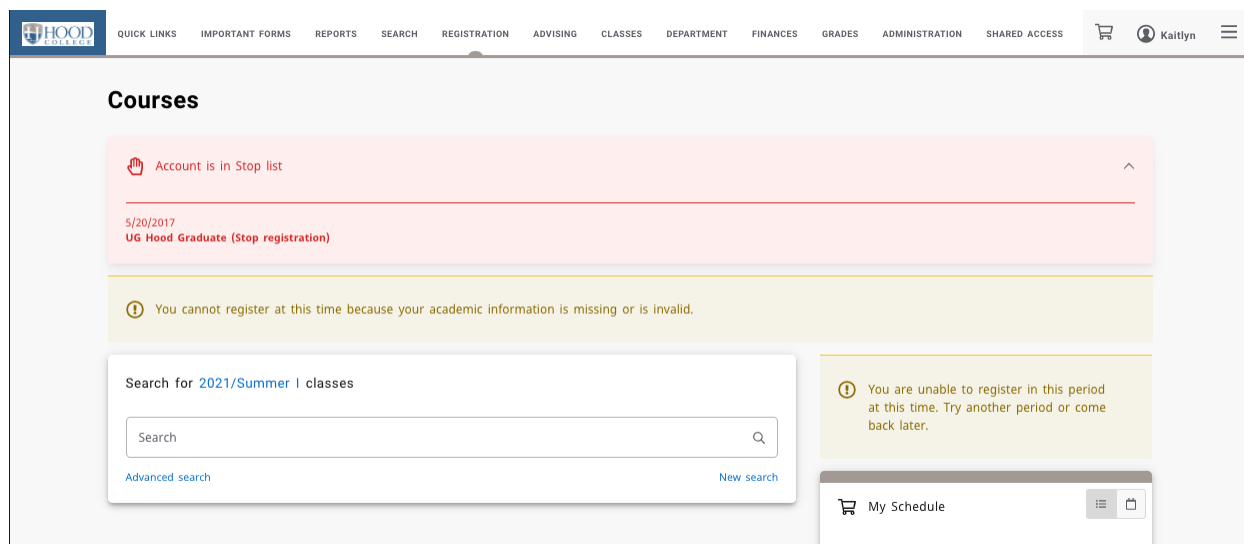 HOOD
COLLEGE
QUICK LINKS IMPORTANT FORMS REPORTS SEARCH REGISTRATION ADVISING CLASSES DEPARTMENT FINANCES GRADES ADMINISTRATION SHARED ACCESS Kaitlyn
Courses
Account is in Stop list
5/20/2017
UG Hood Graduate (Stop registration)
You cannot register at this time because your academic information is missing or is invalid.
Search for 2021/Summer I classes
Search
Advanced search New search
You are unable to register in this period
at this time. Try another period or come
back later.
My Schedule